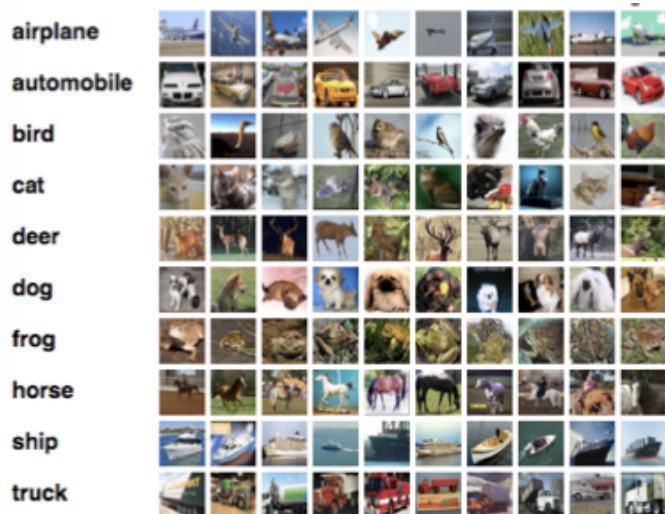 airplane
automobile
bird
cat
deer
dog
frog
horse
ship
truck